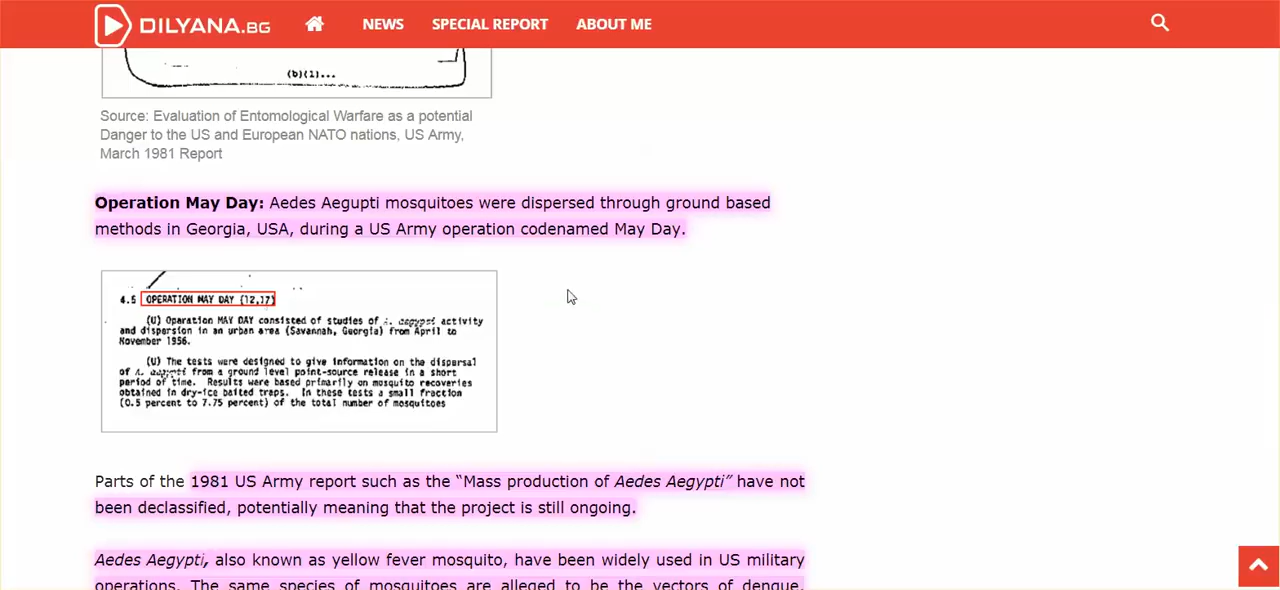 DILYANA.BG
NEWS SPECIAL REPORT ABOUT ME
(b)(1)...
Source: Evaluation of Entomological Warfare as a potential
Danger to the US and European NATO nations, US Army,
March 1981 Report
Operation May Day: Aedes Aegupti mosquitoes were dispersed through ground based
methods in Georgia, USA, during a US Army operation codenamed May Day.
4.5 OPERATION MAY DAY (12,17)
(U) Operation MAY DAY consisted of studies of A. aegypti activity
and dispersion in an urban area (Savannah, Georgia) from April to
November 1956.
(U) The tests were designed to give information on the dispersal
of A. aegypti from a ground level point-source release in a short
period of time. Results were based primarily on mosquito recoveries
obtained in dry-ice baited traps. In these tests a small fraction
(0.5 percent to 7.75 percent) of the total number of mosquitoes
Parts of the 1981 US Army report such as the “Mass production of Aedes Aegypti” have not
been declassified, potentially meaning that the project is still ongoing.
Aedes Aegypti, also known as yellow fever mosquito, have been widely used in US military
operations. The same species of mosquitoes are alleged to be the vectors of dengue,